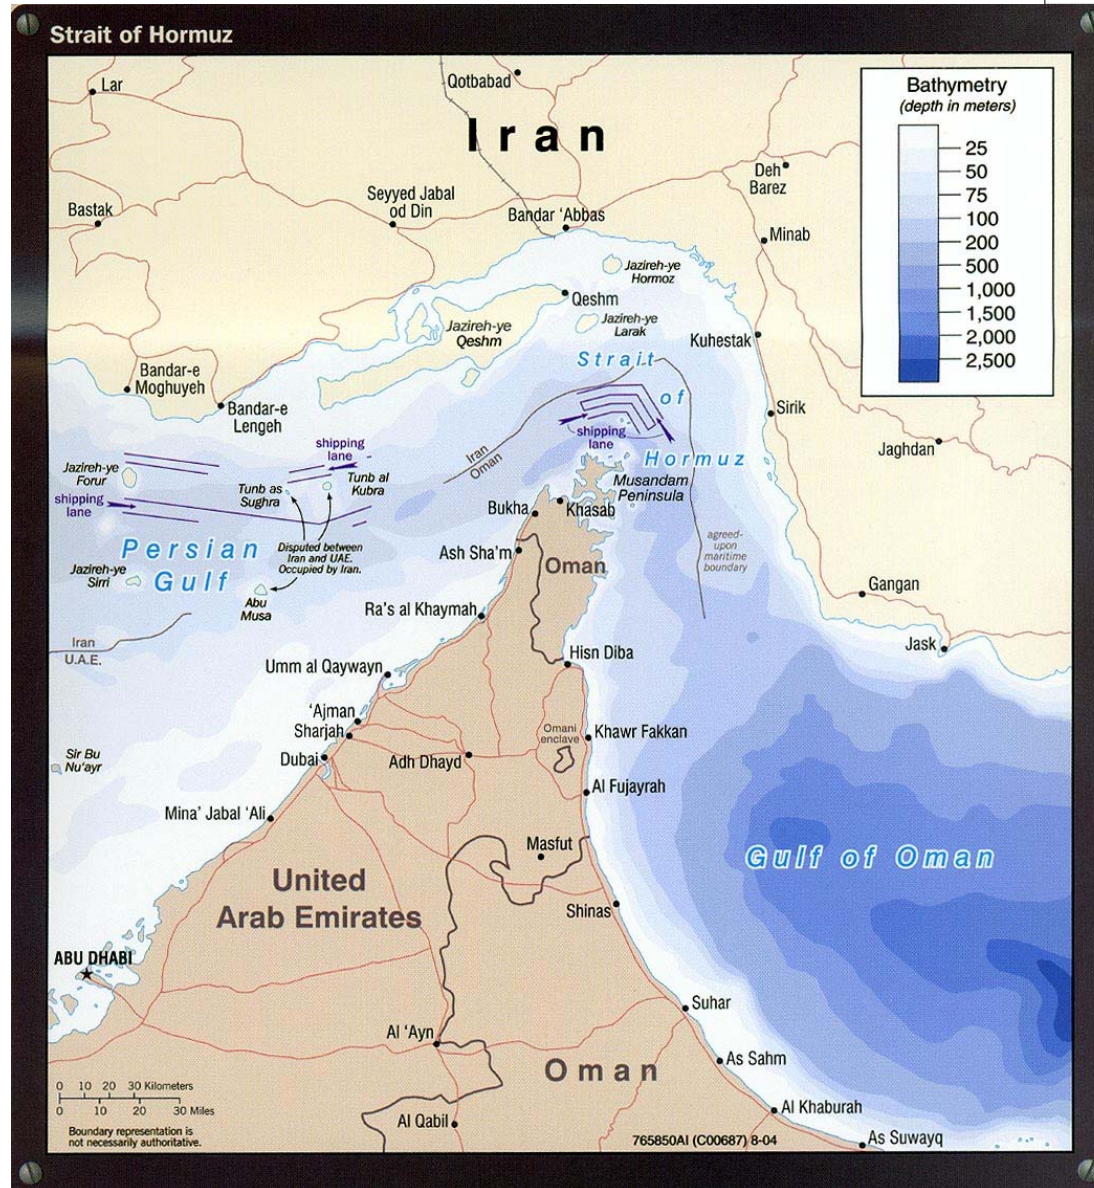 Strait of Hormuz
Lar
Qotbabad
Iran
Bathymetry
(depth in meters)
25
50
75
100
200
500
1,000
1,500
2,000
2,500
Deh
Barez
Bastak
Seyyed Jabal
od Din
Bandar 'Abbas
Minab
Jazireh-ye
Hormoz
Qeshm
Jazireh-ye
Larak
Jazireh-ye
Qeshm
Kuhestak
Strait
of
Hormuz
Bandar-e
Moghuyeh
Bandar-e
Lengeh
Sirik
Jaghdan
shipping
lane
shipping
lane
Iran
Oman
Jazireh-ye
Forur
Tunb as
Sughra
Tunb al
Kubra
shipping
lane
Musandam
Peninsula
Bukha
Khasab
Persian
Gulf
Disputed between
Iran and UAE.
Occupied by Iran.
Ash Sha'm
agreed-
upon
maritime
boundary
Jazireh-ye
Sirri
Abu
Musa
Oman
Gangan
Ra's al Khaymah
Iran
U.A.E.
Jask
Hisn Diba
Umm al Qaywayn
'Ajman
Sharjah
Dubai
Omani
enclave
Khawr Fakkan
Sir Bu
Nu'ayr
Adh Dhayd
Al Fujayrah
Mina' Jabal 'Ali
Masfut
Gulf of Oman
United
Arab Emirates
Shinas
ABU DHABI
Suhar
Al 'Ayn
As Sahm
Oman
0 10 20 30 Kilometers
0 10 20 30 Miles
Boundary representation is
not necessarily authoritative.
Al Qabil
Al Khaburah
765850AI (C00687) 8-04
As Suwayq